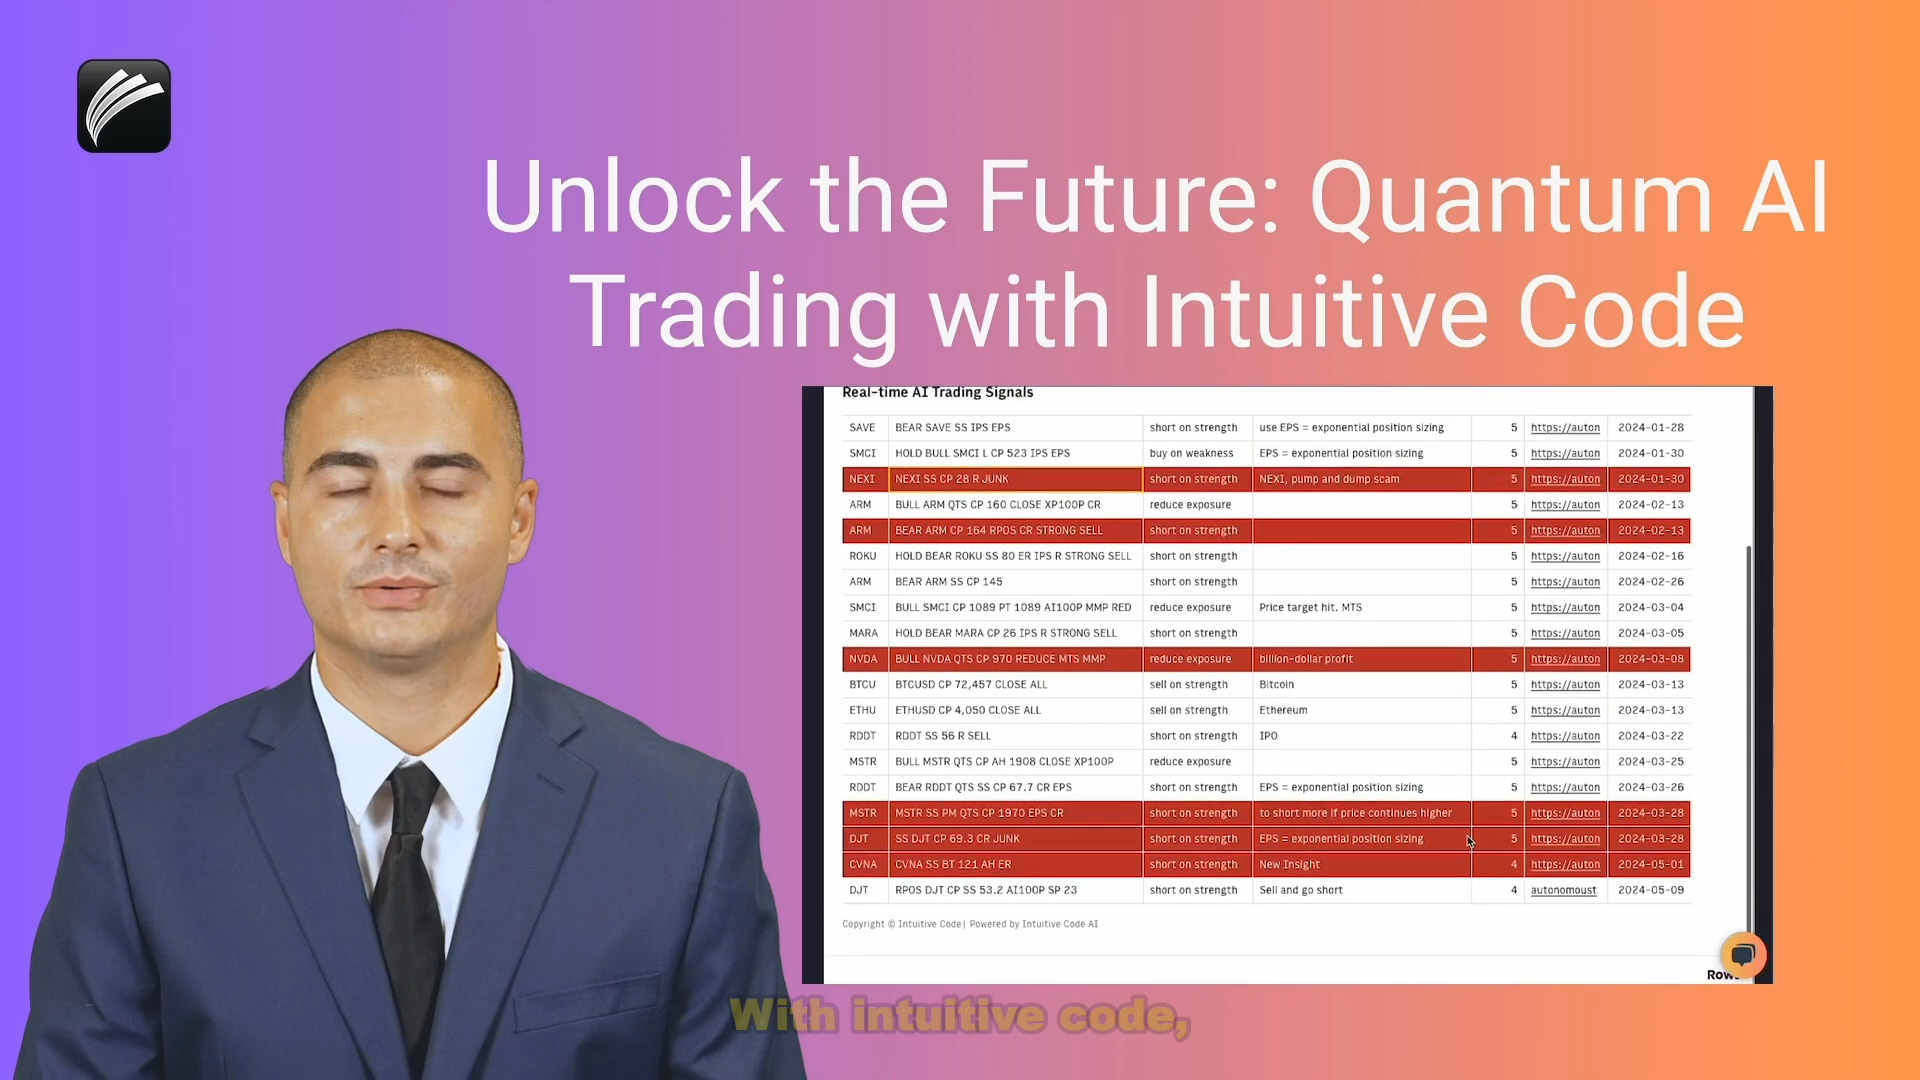 Unlock the Future: Quantum AI
Trading with Intuitive Code
Real-time AI Trading Signals
SAVE BEAR SAVE SS IPS EPS short on strength use EPS = exponential position sizing 5 https://auton 2024-01-28
SMCI HOLD BULL SMCI L CP 523 IPS EPS buy on weakness EPS = exponential position sizing 5 https://auton 2024-01-30
NEXI NEXI SS CP 28 R JUNK short on strength NEXI, pump and dump scam 5 https://auton 2024-01-30
ARM BULL ARM QTS CP 160 CLOSE XP100P CR reduce exposure 5 https://auton 2024-02-13
ARM BEAR ARM CP 164 RPOS CR STRONG SELL short on strength 5 https://auton 2024-02-13
ROKU HOLD BEAR ROKU SS 80 ER IPS R STRONG SELL short on strength 5 https://auton 2024-02-16
ARM BEAR ARM SS CP 145 short on strength 5 https://auton 2024-02-26
SMCI BULL SMCI CP 1089 PT 1089 AI100P MMP RED reduce exposure Price target hit. MTS 5 https://auton 2024-03-04
MARA HOLD BEAR MARA CP 26 IPS R STRONG SELL short on strength 5 https://auton 2024-03-05
NVDA BULL NVDA QTS CP 970 REDUCE MTS MMP reduce exposure billion-dollar profit 5 https://auton 2024-03-08
BTCU BTCUSD CP 72,457 CLOSE ALL sell on strength Bitcoin 5 https://auton 2024-03-13
ETHU ETHUSD CP 4,050 CLOSE ALL sell on strength Ethereum 5 https://auton 2024-03-13
RDDT RDDT SS 56 R SELL short on strength IPO 4 https://auton 2024-03-22
MSTR BULL MSTR QTS CP AH 1908 CLOSE XP100P reduce exposure 5 https://auton 2024-03-25
RDDT BEAR RDDT QTS SS CP 67.7 CR EPS short on strength EPS = exponential position sizing 5 https://auton 2024-03-26
MSTR MSTR SS PM QTS CP 1970 EPS CR short on strength to short more if price continues higher 5 https://auton 2024-03-28
DJT SS DJT CP 69.3 CR JUNK short on strength EPS = exponential position sizing 5 https://auton 2024-03-28
CVNA CVNA SS BT 121 AH ER short on strength New Insight 4 https://auton 2024-05-01
DJT RPOS DJT CP SS 53.2 AI100P SP 23 short on strength Sell and go short 4 autonomoust 2024-05-09
Copyright © Intuitive Code| Powered by Intuitive Code AI
With intuitive code,